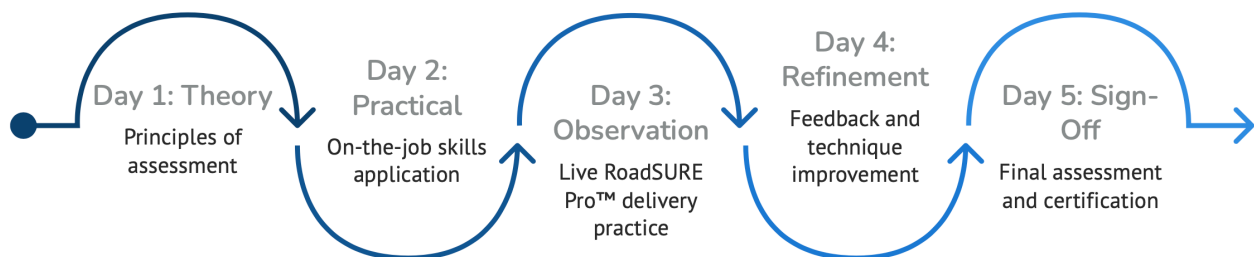 Day 1: Theory
Principles of
assessment
Day 2:
Practical
On-the-job skills
application
Day 3:
Observation
Live RoadSURE
Pro™ delivery
practice
Day 4:
Refinement
Feedback and
technique
improvement
Day 5: Sign-
Off
Final assessment
and certification